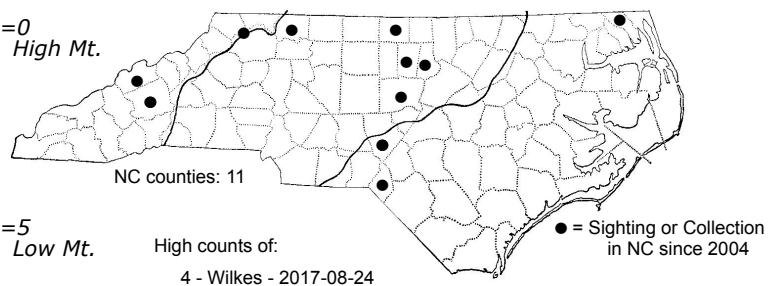 =0
High Mt.
NC counties: 11
=5
Low Mt.
High counts of:
4 - Wilkes - 2017-08-24
● = Sighting or Collection
in NC since 2004